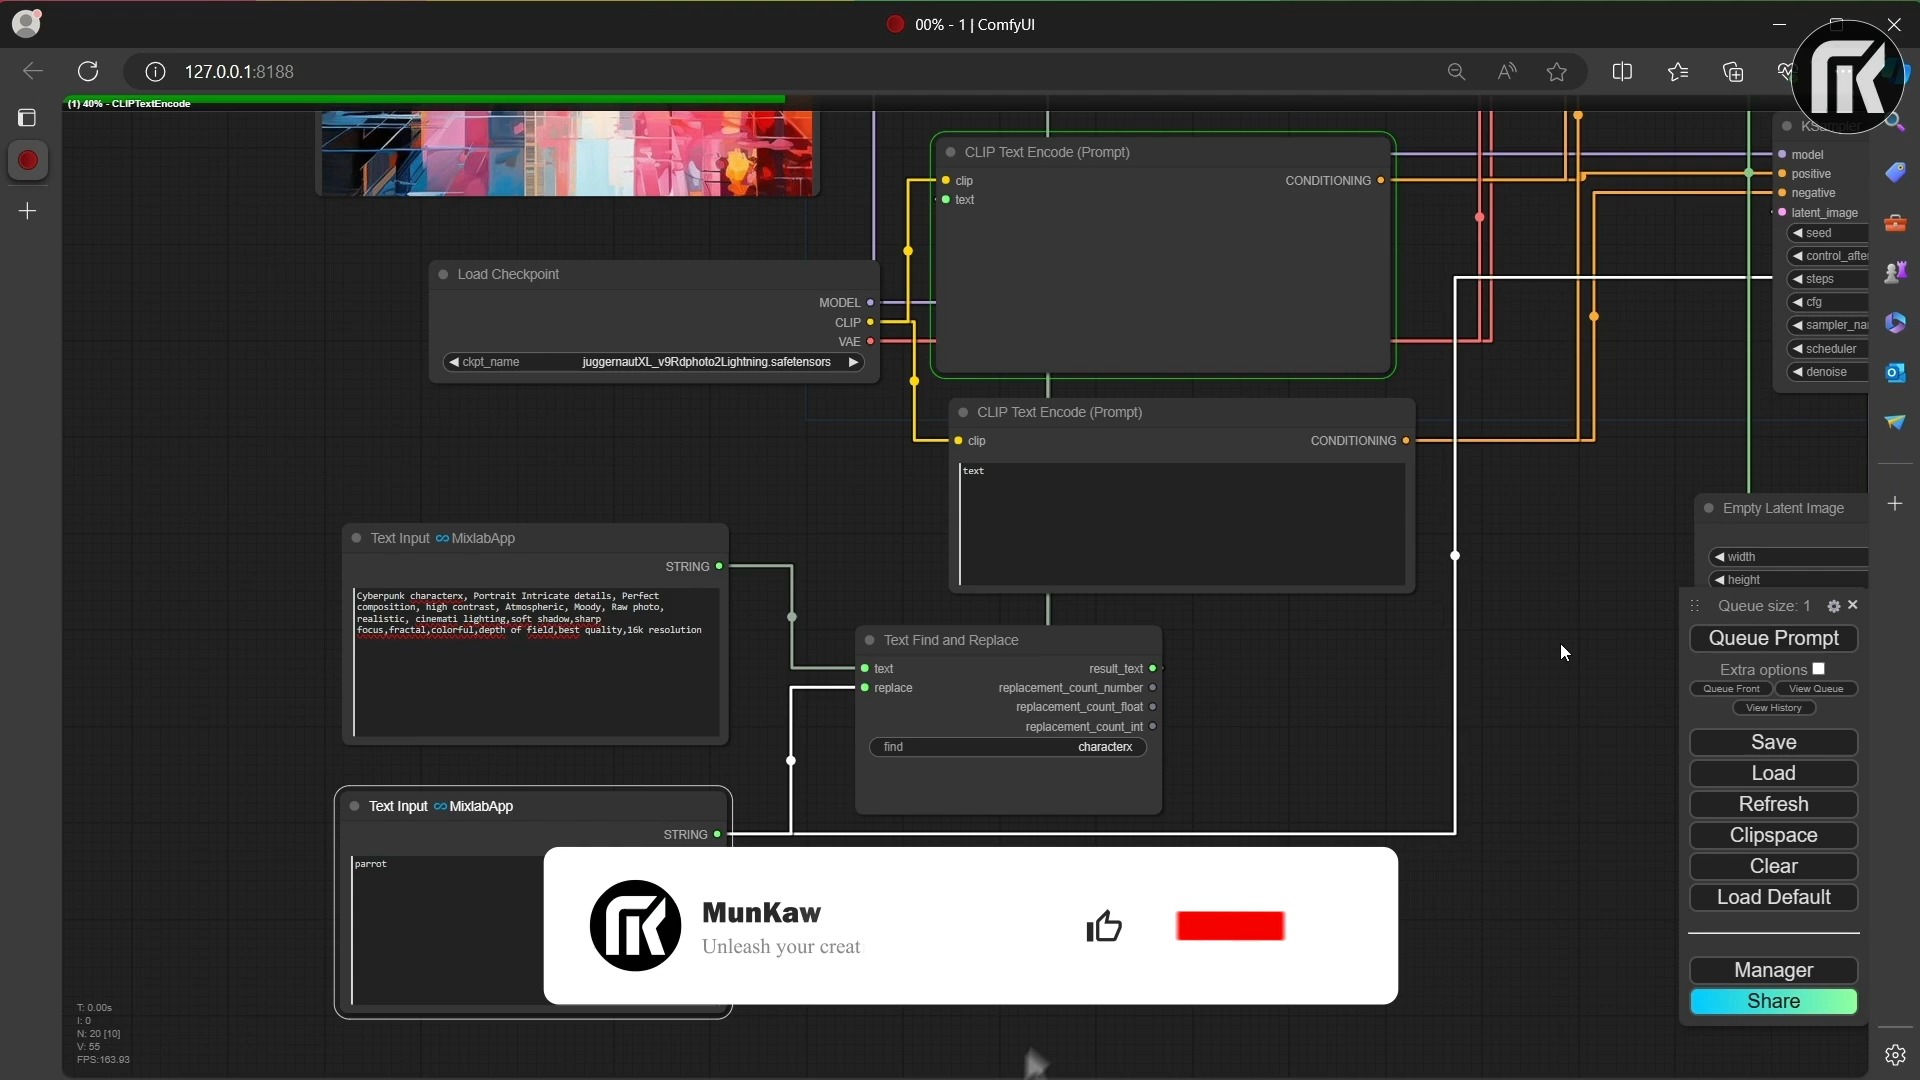 00% - 1 | ComfyUI
127.0.0.1:8188
(1) 40% - CLIPTextEncode
CLIP Text Encode (Prompt)
clip
CONDITIONING
text
Load Checkpoint
MODEL
CLIP
VAE
ckpt_name
juggernautXL_v9Rdphoto2Lightning.safetensors
model
positive
negative
latent_image
seed
control_after
steps
cfg
sampler_na
scheduler
denoise
CLIP Text Encode (Prompt)
clip
CONDITIONING
text
Empty Latent Image
width
height
Text Input ∞ MixlabApp
STRING
Cyberpunk characterx, Portrait Intricate details, Perfect
composition, high contrast, Atmospheric, Moody, Raw photo,
realistic, cinemati lighting,soft shadow,sharp
focus,fractal,colorful,depth of field,best quality,16k resolution
Text Find and Replace
text
result_text
replace
replacement_count_number
replacement_count_float
replacement_count_int
find
characterx
Text Input ∞ MixlabApp
STRING
parrot
Queue size: 1
Queue Prompt
Extra options
Queue Front
View Queue
View History
Save
Load
Refresh
Clipspace
Clear
Load Default
Manager
Share
MunKaw
Unleash your creat
T: 0.00s
I: 0
N: 20 [10]
V: 55
FPS:163.93